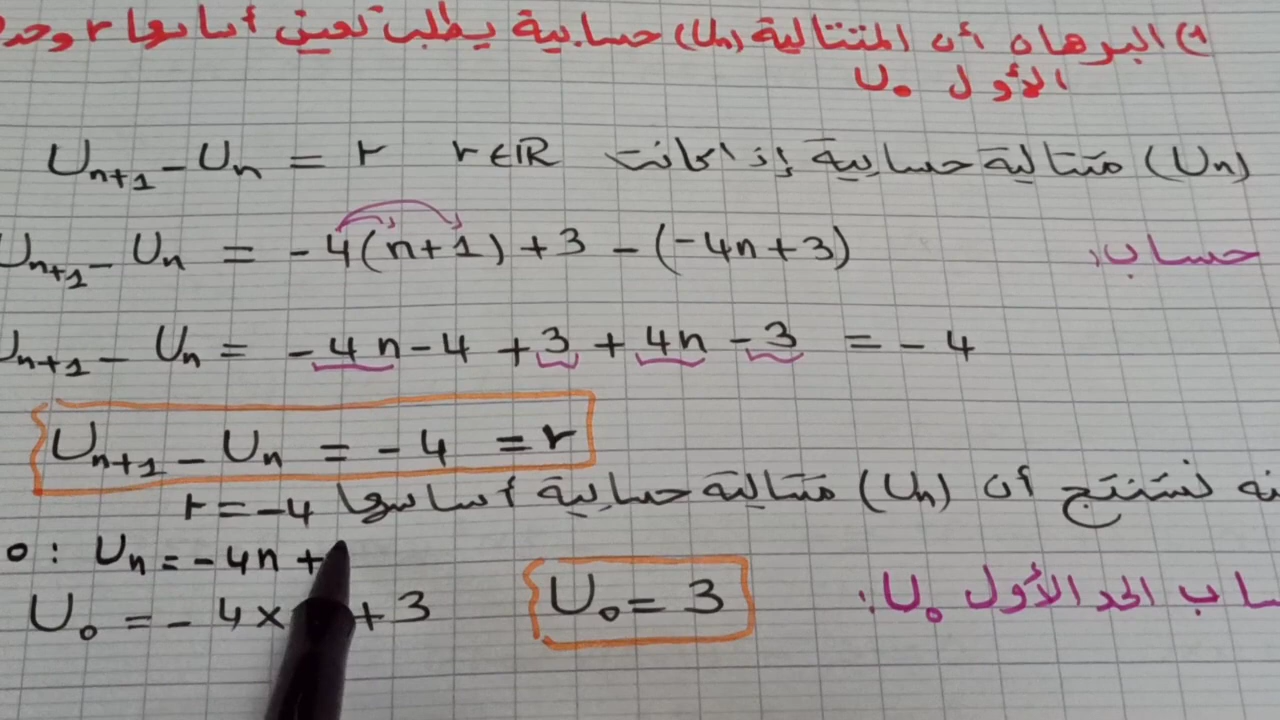 1) البرهان أن المتتالية (Un) حسابية يطلب تعيين أساسها r وحد
الأول U₀
(Un) متتالية حسابية إذا كانت r∈ℝ Uₙ₊₁ − Uₙ = r
حساب:
Uₙ₊₁ − Uₙ = −4(n+1)+3 −(−4n+3)
Uₙ₊₁ − Uₙ = −4n−4 +3 + 4n −3 = −4
Uₙ₊₁ − Uₙ = −4 = r
نستنتج أن (Un) متتالية حسابية أساسها r=−4
0 : Uₙ = −4n +
الحد الأول U₀:
U₀ = −4× +3
U₀ = 3